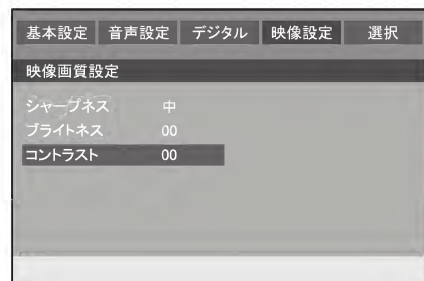 基本設定 音声設定 デジタル 映像設定 選択
映像画質設定
シャープネス 中
ブライトネス 00
コントラスト 00